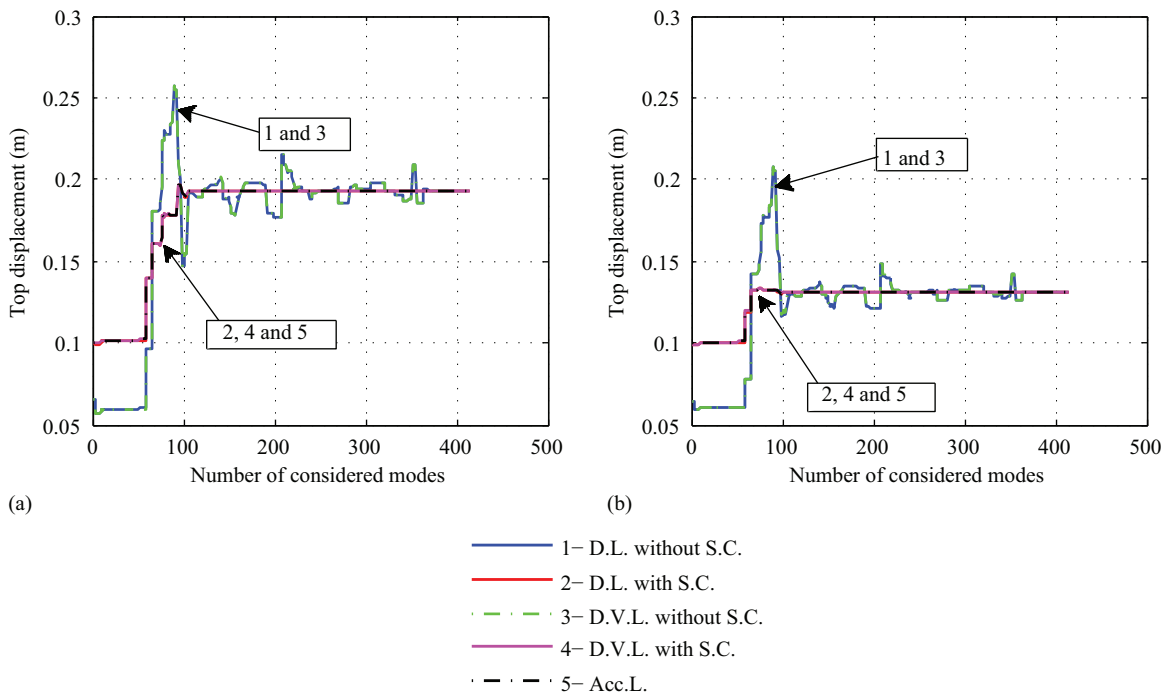 0.3
0.25
0.2
0.15
0.1
0.05
Top displacement (m)
1 and 3
2, 4 and 5
0 100 200 300 400 500
Number of considered modes
(a)
0.3
0.25
0.2
0.15
0.1
0.05
Top displacement (m)
1 and 3
2, 4 and 5
0 100 200 300 400 500
Number of considered modes
(b)
1− D.L. without S.C.
2− D.L. with S.C.
3− D.V.L. without S.C.
4− D.V.L. with S.C.
5− Acc.L.